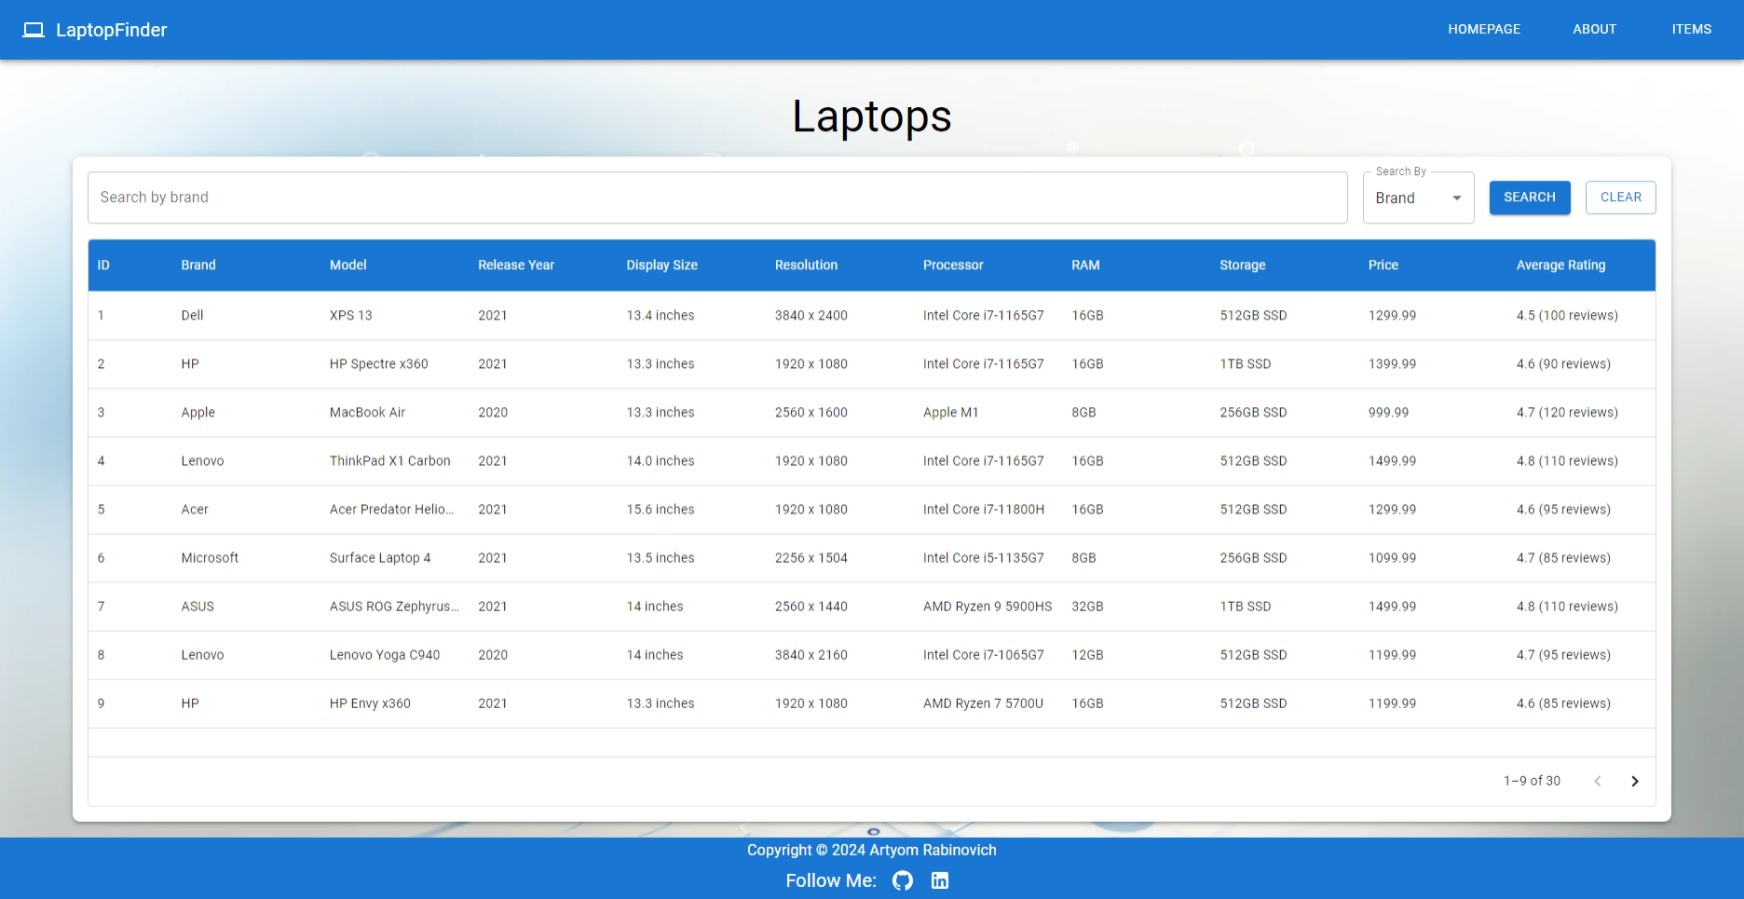 LaptopFinder HOMEPAGE ABOUT ITEMS
Laptops
Search By
Search by brand Brand SEARCH CLEAR
ID Brand Model Release Year Display Size Resolution Processor RAM Storage Price Average Rating
1 Dell XPS 13 2021 13.4 inches 3840 x 2400 Intel Core i7-1165G7 16GB 512GB SSD 1299.99 4.5 (100 reviews)
2 HP HP Spectre x360 2021 13.3 inches 1920 x 1080 Intel Core i7-1165G7 16GB 1TB SSD 1399.99 4.6 (90 reviews)
3 Apple MacBook Air 2020 13.3 inches 2560 x 1600 Apple M1 8GB 256GB SSD 999.99 4.7 (120 reviews)
4 Lenovo ThinkPad X1 Carbon 2021 14.0 inches 1920 x 1080 Intel Core i7-1165G7 16GB 512GB SSD 1499.99 4.8 (110 reviews)
5 Acer Acer Predator Helio... 2021 15.6 inches 1920 x 1080 Intel Core i7-11800H 16GB 512GB SSD 1299.99 4.6 (95 reviews)
6 Microsoft Surface Laptop 4 2021 13.5 inches 2256 x 1504 Intel Core i5-1135G7 8GB 256GB SSD 1099.99 4.7 (85 reviews)
7 ASUS ASUS ROG Zephyrus... 2021 14 inches 2560 x 1440 AMD Ryzen 9 5900HS 32GB 1TB SSD 1499.99 4.8 (110 reviews)
8 Lenovo Lenovo Yoga C940 2020 14 inches 3840 x 2160 Intel Core i7-1065G7 12GB 512GB SSD 1199.99 4.7 (95 reviews)
9 HP HP Envy x360 2021 13.3 inches 1920 x 1080 AMD Ryzen 7 5700U 16GB 512GB SSD 1199.99 4.6 (85 reviews)
1–9 of 30
Copyright © 2024 Artyom Rabinovich
Follow Me: